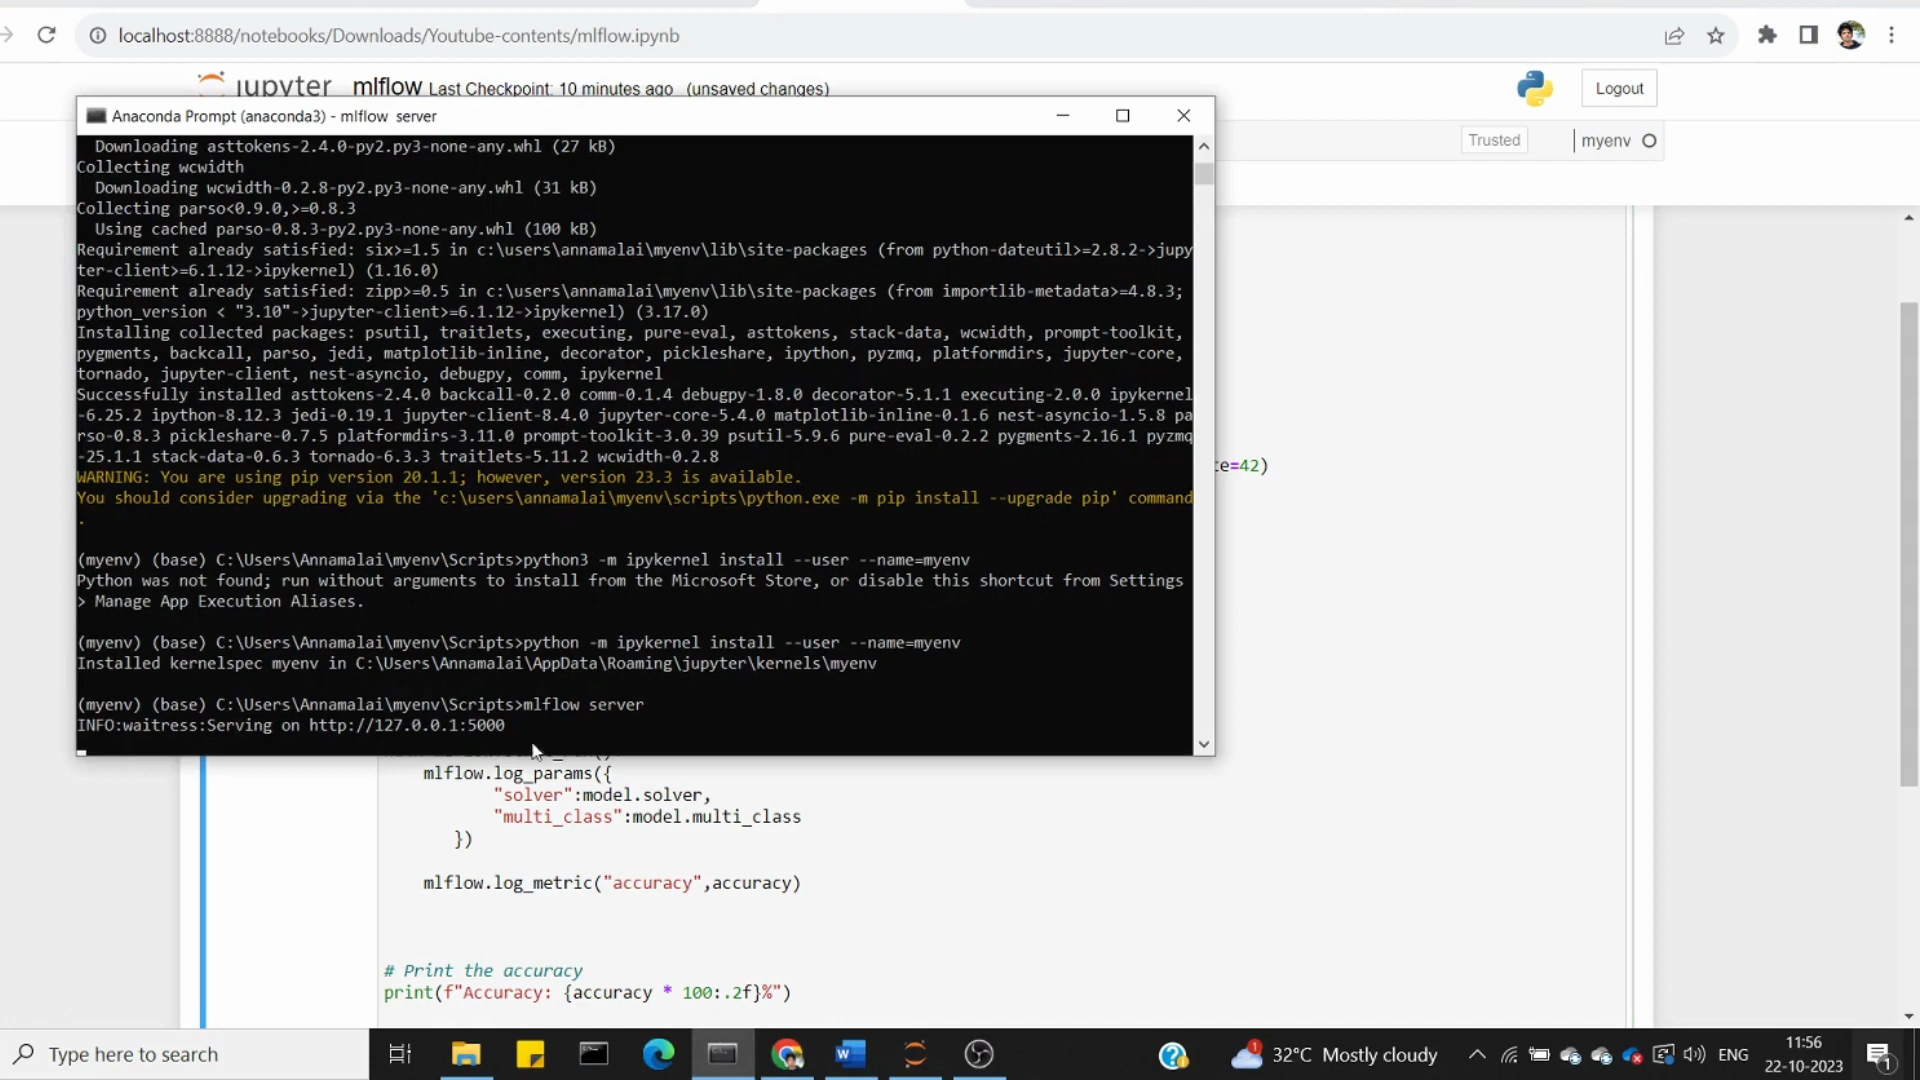 localhost:8888/notebooks/Downloads/Youtube-contents/mlflow.ipynb
jupyter mlflow Last Checkpoint: 10 minutes ago (unsaved changes)
Logout
Anaconda Prompt (anaconda3) - mlflow server
Trusted
myenv
Downloading asttokens-2.4.0-py2.py3-none-any.whl (27 kB)
Collecting wcwidth
Downloading wcwidth-0.2.8-py2.py3-none-any.whl (31 kB)
Collecting parso<0.9.0,>=0.8.3
Using cached parso-0.8.3-py2.py3-none-any.whl (100 kB)
Requirement already satisfied: six>=1.5 in c:\users\annamalai\myenv\lib\site-packages (from python-dateutil>=2.8.2->jupy
ter-client>=6.1.12->ipykernel) (1.16.0)
Requirement already satisfied: zipp>=0.5 in c:\users\annamalai\myenv\lib\site-packages (from importlib-metadata>=4.8.3;
python_version < "3.10"->jupyter-client>=6.1.12->ipykernel) (3.17.0)
Installing collected packages: psutil, traitlets, executing, pure-eval, asttokens, stack-data, wcwidth, prompt-toolkit,
pygments, backcall, parso, jedi, matplotlib-inline, decorator, pickleshare, ipython, pyzmq, platformdirs, jupyter-core,
tornado, jupyter-client, nest-asyncio, debugpy, comm, ipykernel
Successfully installed asttokens-2.4.0 backcall-0.2.0 comm-0.1.4 debugpy-1.8.0 decorator-5.1.1 executing-2.0.0 ipykernel
-6.25.2 ipython-8.12.3 jedi-0.19.1 jupyter-client-8.4.0 jupyter-core-5.4.0 matplotlib-inline-0.1.6 nest-asyncio-1.5.8 pa
rso-0.8.3 pickleshare-0.7.5 platformdirs-3.11.0 prompt-toolkit-3.0.39 psutil-5.9.6 pure-eval-0.2.2 pygments-2.16.1 pyzmq
-25.1.1 stack-data-0.6.3 tornado-6.3.3 traitlets-5.11.2 wcwidth-0.2.8
WARNING: You are using pip version 20.1.1; however, version 23.3 is available.
You should consider upgrading via the 'c:\users\annamalai\myenv\scripts\python.exe -m pip install --upgrade pip' command
.
(myenv) (base) C:\Users\Annamalai\myenv\Scripts>python3 -m ipykernel install --user --name=myenv
Python was not found; run without arguments to install from the Microsoft Store, or disable this shortcut from Settings
> Manage App Execution Aliases.
(myenv) (base) C:\Users\Annamalai\myenv\Scripts>python -m ipykernel install --user --name=myenv
Installed kernelspec myenv in C:\Users\Annamalai\AppData\Roaming\jupyter\kernels\myenv
(myenv) (base) C:\Users\Annamalai\myenv\Scripts>mlflow server
INFO:waitress:Serving on http://127.0.0.1:5000
te=42)
mlflow.log_params({
"solver":model.solver,
"multi_class":model.multi_class
})
mlflow.log_metric("accuracy",accuracy)
# Print the accuracy
print(f"Accuracy: {accuracy * 100:.2f}%")
Type here to search
32°C Mostly cloudy
ENG
11:56
22-10-2023
1
1